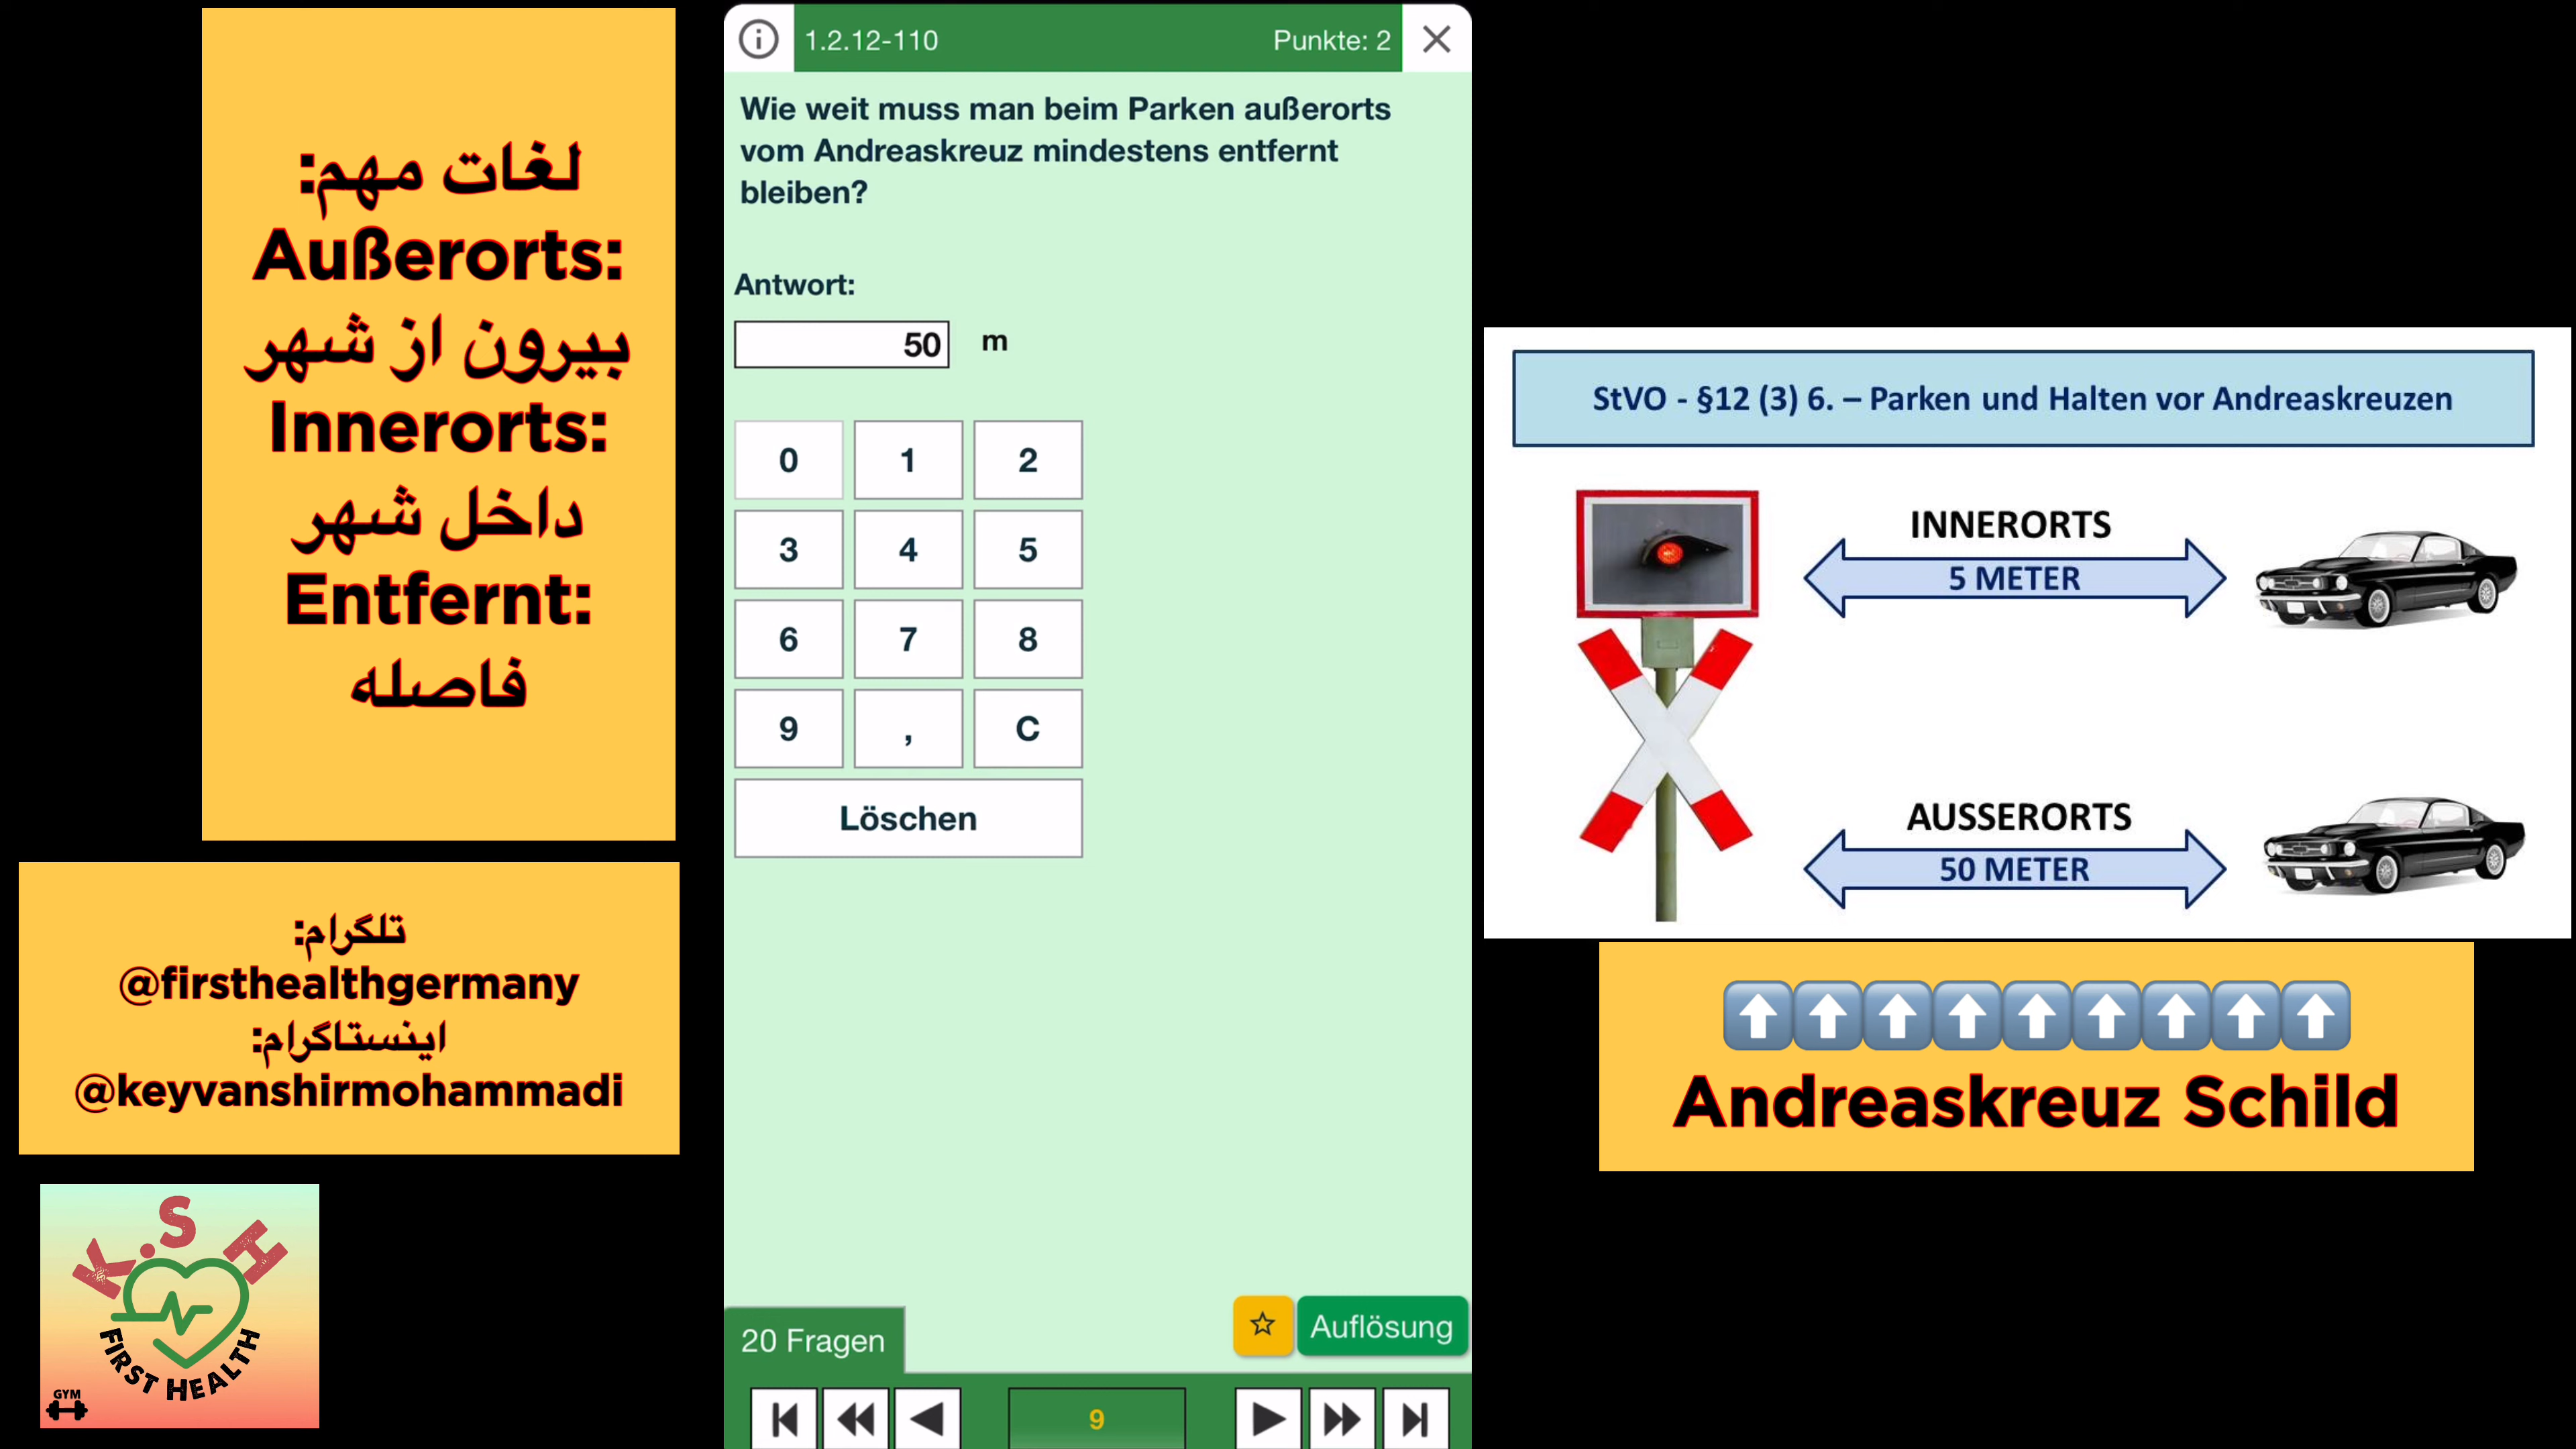 لغات مهم:
Außerorts:
بیرون از شهر
Innerorts:
داخل شهر
Entfernt:
فاصله
تلگرام:
@firsthealthgermany
اینستاگرام:
@keyvanshirmohammadi
K.SH
FIRST HEALTH
GYM
1.2.12-110
Punkte: 2
Wie weit muss man beim Parken außerorts
vom Andreaskreuz mindestens entfernt
bleiben?
Antwort:
50 m
0 1 2
3 4 5
6 7 8
9 , C
Löschen
20 Fragen
Auflösung
9
StVO - §12 (3) 6. – Parken und Halten vor Andreaskreuzen
INNERORTS
5 METER
AUSSERORTS
50 METER
Andreaskreuz Schild